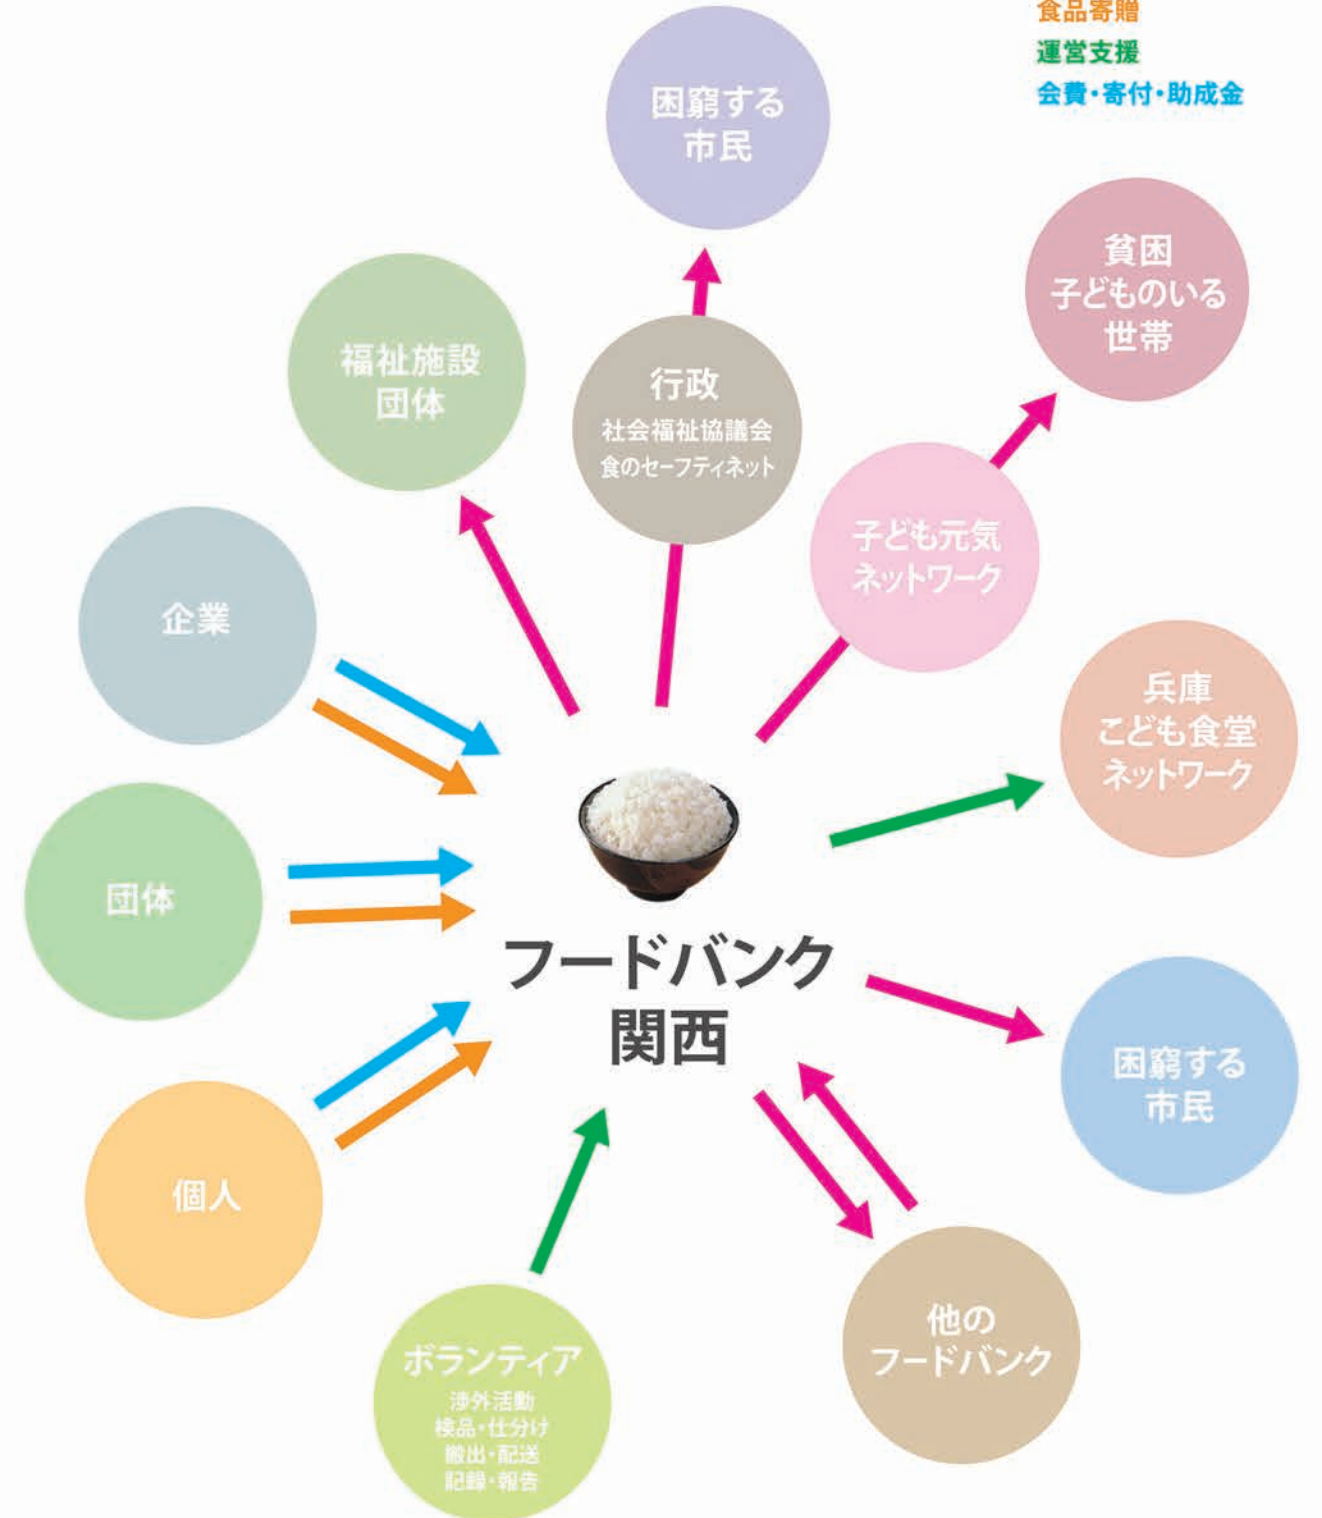 食品寄贈
運営支援
会費・寄付・助成金
困窮する
市民
貧困
子どものいる
世帯
福祉施設
団体
行政
社会福祉協議会
食のセーフティネット
子ども元気
ネットワーク
企業
兵庫
こども食堂
ネットワーク
団体
フードバンク
関西
困窮する
市民
個人
他の
フードバンク
ボランティア
渉外活動
検品・仕分け
搬出・配送
記録・報告